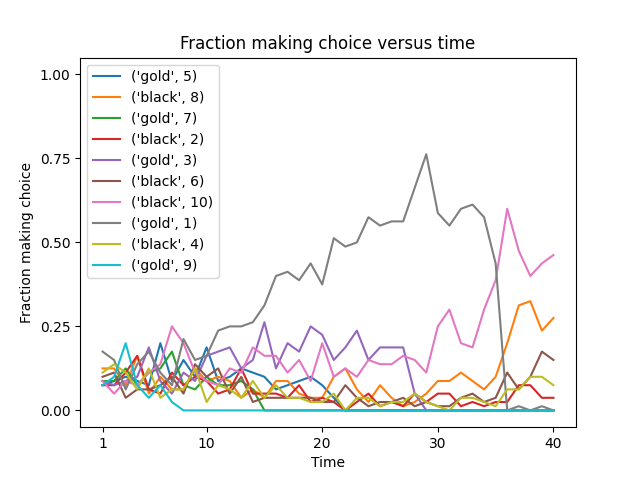 Fraction making choice versus time
1.00
0.75
0.50
0.25
0.00
Fraction making choice
('gold', 5)
('black', 8)
('gold', 7)
('black', 2)
('gold', 3)
('black', 6)
('black', 10)
('gold', 1)
('black', 4)
('gold', 9)
1 10 20 30 40
Time